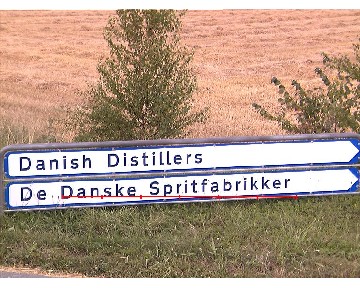 Danish Distillers
De Danske Spritfabrikker